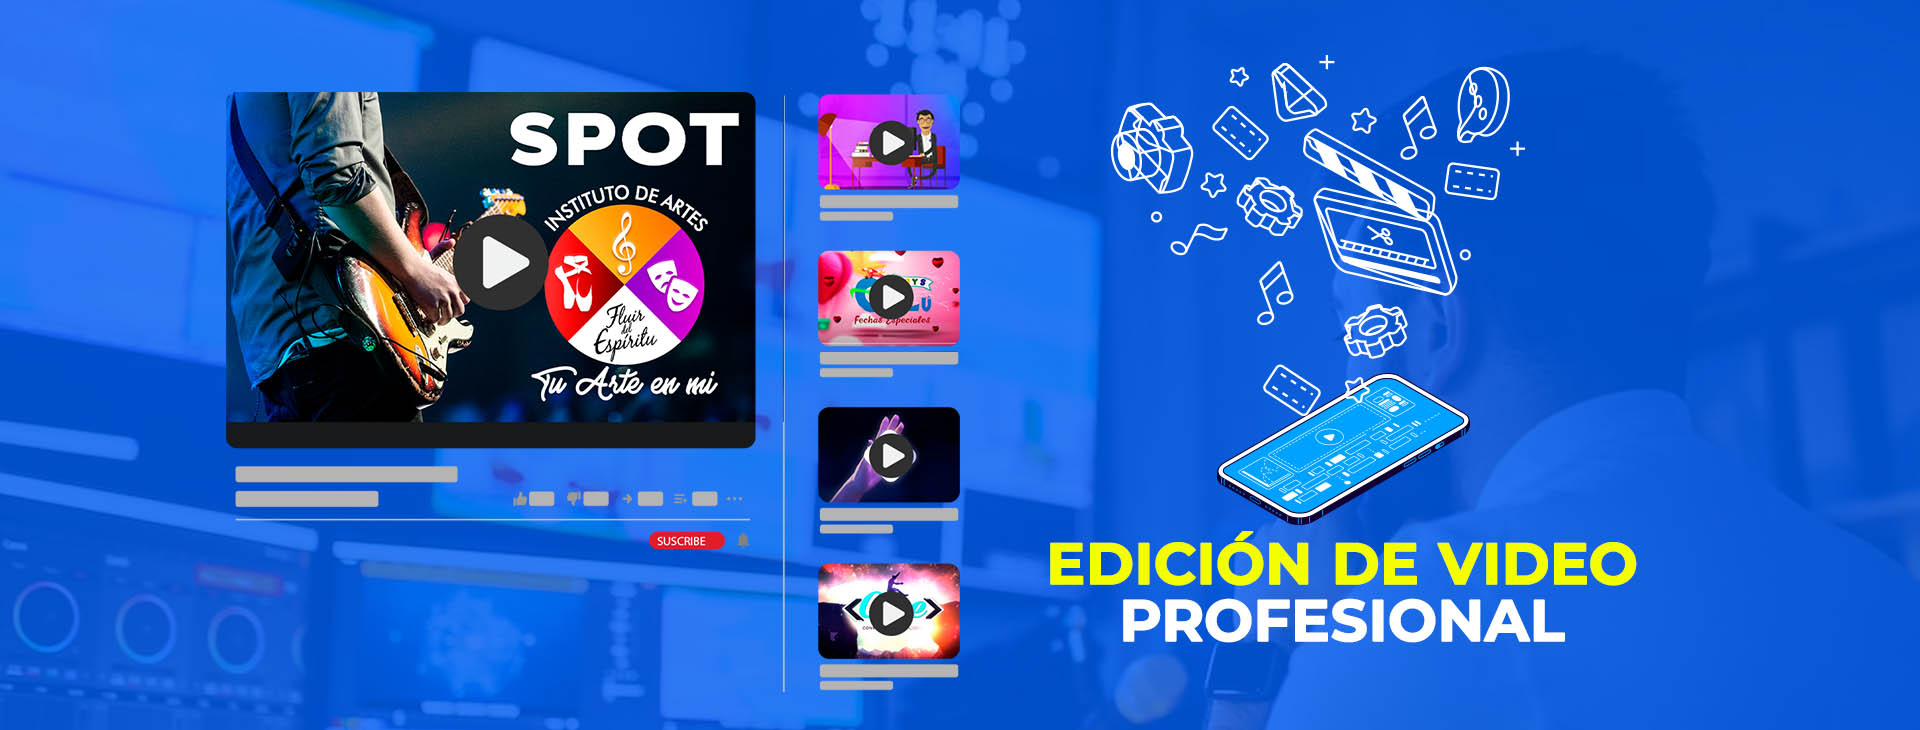 SPOT
INSTITUTO DE ARTES
Fluir
del
Espíritu
Tu Arte en mi
SUSCRIBE
Fechas Especiales
EDICIÓN DE VIDEO
PROFESIONAL